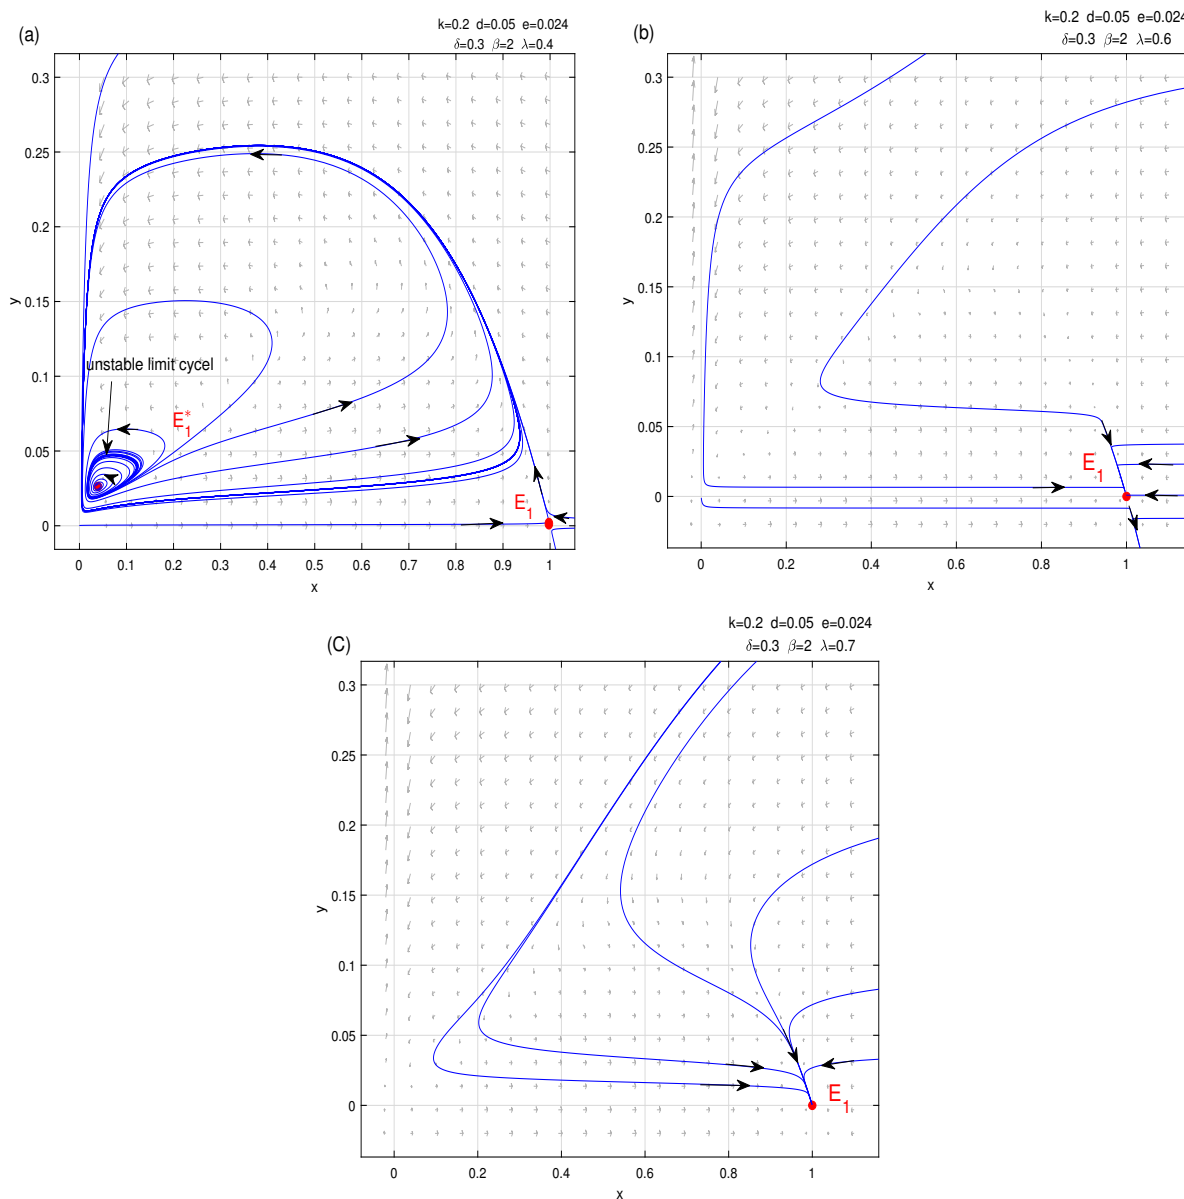 (a)
k=0.2 d=0.05 e=0.024
δ=0.3 β=2 λ=0.4
0.3
0.25
0.2
0.15
0.1
0.05
0
y
unstable limit cycel
E1*
E1
0 0.1 0.2 0.3 0.4 0.5 0.6 0.7 0.8 0.9 1
x
(b)
k=0.2 d=0.05 e=0.024
δ=0.3 β=2 λ=0.6
0.3
0.25
0.2
0.15
0.1
0.05
0
y
E1
0 0.2 0.4 0.6 0.8 1
x
(C)
k=0.2 d=0.05 e=0.024
δ=0.3 β=2 λ=0.7
0.3
0.25
0.2
0.15
0.1
0.05
0
y
E1
0 0.2 0.4 0.6 0.8 1
x